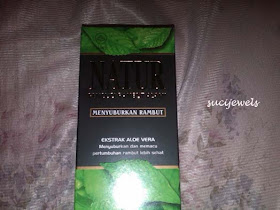 NATUR
MENYUBURKAN RAMBUT
EKSTRAK ALOE VERA
Menyuburkan dan memacu
pertumbuhan rambut lebih sehat
sucijewels